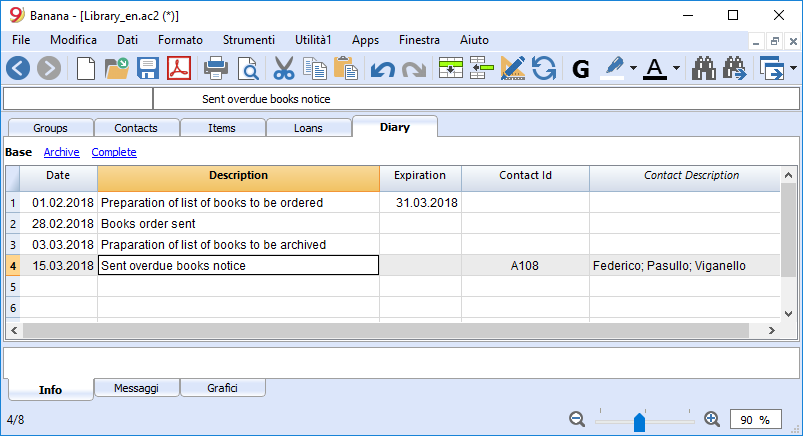 Banana - [Library_en.ac2 (*)]
File Modifica Dati Formato Strumenti Utilità1 Apps Finestra Aiuto
G A
Sent overdue books notice
Groups Contacts Items Loans Diary
Base Archive Complete
Date Description Expiration Contact Id Contact Description
1 01.02.2018 Preparation of list of books to be ordered 31.03.2018
2 28.02.2018 Books order sent
3 03.03.2018 Praparation of list of books to be archived
4 15.03.2018 Sent overdue books notice A108 Federico; Pasullo; Viganello
5
6
Info Messaggi Grafici
4/8 90 %